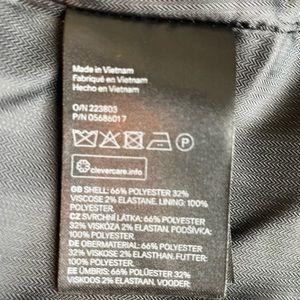 Made in Vietnam
Fabriqué en Vietnam
Hecho en Vietnam
O/N 223803
P/N 05686017
P
clevercare.info
GB SHELL: 66% POLYESTER 32%
VISCOSE 2% ELASTANE. LINING: 100%
POLYESTER.
CZ SVRCHNÍ LÁTKA: 66% POLYESTER
32% VISKÓZA 2% ELASTAN. PODŠÍVKA:
100% POLYESTER.
DE OBERMATERIAL: 66% POLYESTER
32% VISKOSE 2% ELASTHAN. FUTTER:
100% POLYESTER.
EE ÜMBRIS: 66% POLÜESTER 32%
VISKOOS 2% ELASTAAN. VOODER: